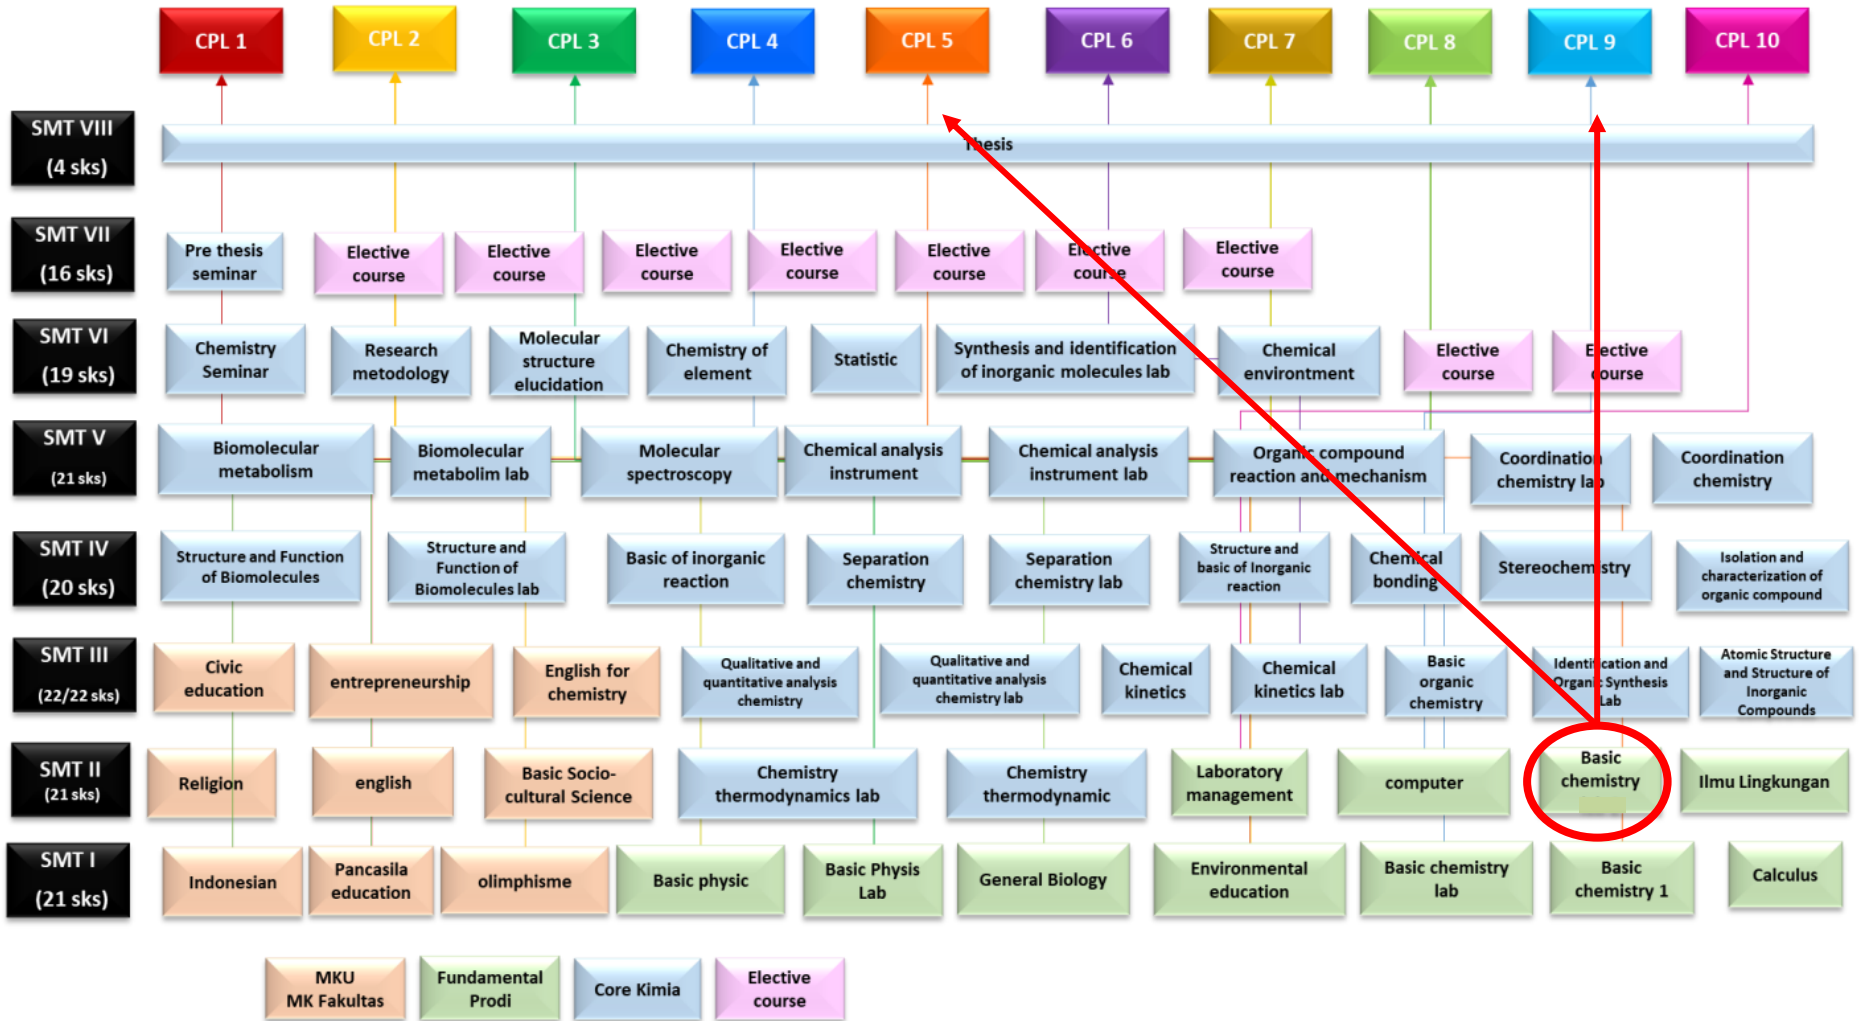 CPL 1
CPL 2
CPL 3
CPL 4
CPL 5
CPL 6
CPL 7
CPL 8
CPL 9
CPL 10
SMT VIII
(4 sks)
Thesis
SMT VII
(16 sks)
Pre thesis
seminar
Elective
course
Elective
course
Elective
course
Elective
course
Elective
course
Elective
course
Elective
course
SMT VI
(19 sks)
Chemistry
Seminar
Research
metodology
Molecular
structure
elucidation
Chemistry of
element
Statistic
Synthesis and identification
of inorganic molecules lab
Chemical
environtment
Elective
course
Elective
course
SMT V
(21 sks)
Biomolecular
metabolism
Biomolecular
metabolim lab
Molecular
spectroscopy
Chemical analysis
instrument
Chemical analysis
instrument lab
Organic compound
reaction and mechanism
Coordination
chemistry lab
Coordination
chemistry
SMT IV
(20 sks)
Structure and Function
of Biomolecules
Structure and
Function of
Biomolecules lab
Basic of inorganic
reaction
Separation
chemistry
Separation
chemistry lab
Structure and
basic of Inorganic
reaction
Chemical
bonding
Stereochemistry
Isolation and
characterization of
organic compound
SMT III
(22/22 sks)
Civic
education
entrepreneurship
English for
chemistry
Qualitative and
quantitative analysis
chemistry
Qualitative and
quantitative analysis
chemistry lab
Chemical
kinetics
Chemical
kinetics lab
Basic
organic
chemistry
Identification and
Organic Synthesis
Lab
Atomic Structure
and Structure of
Inorganic
Compounds
SMT II
(21 sks)
Religion
english
Basic Socio-
cultural Science
Chemistry
thermodynamics lab
Chemistry
thermodynamic
Laboratory
management
computer
Basic
chemistry
Ilmu Lingkungan
SMT I
(21 sks)
Indonesian
Pancasila
education
olimphisme
Basic physic
Basic Physis
Lab
General Biology
Environmental
education
Basic chemistry
lab
Basic
chemistry 1
Calculus
MKU
MK Fakultas
Fundamental
Prodi
Core Kimia
Elective
course